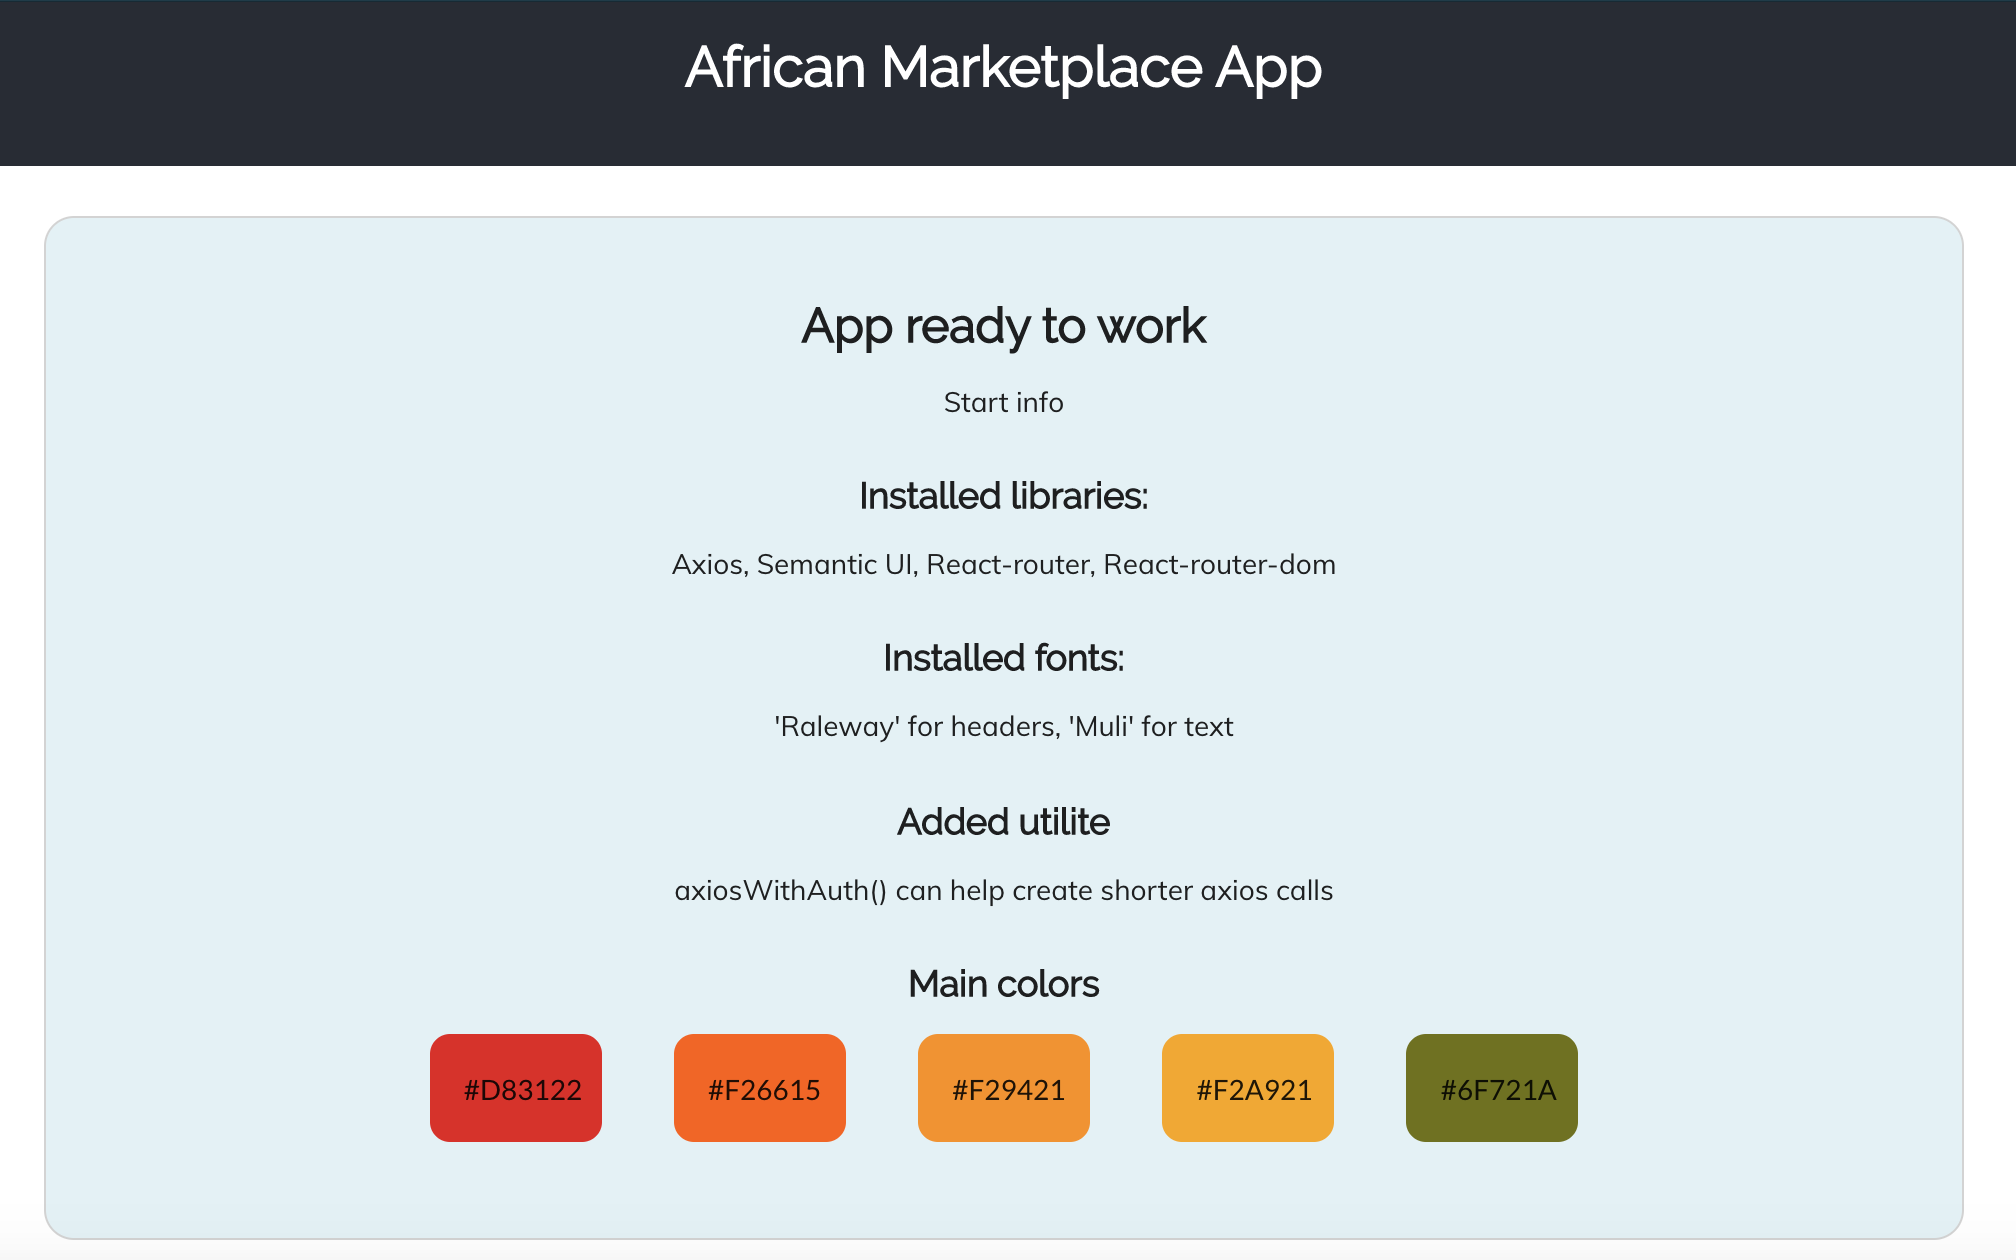 African Marketplace App
App ready to work
Start info
Installed libraries:
Axios, Semantic UI, React-router, React-router-dom
Installed fonts:
'Raleway' for headers, 'Muli' for text
Added utilite
axiosWithAuth() can help create shorter axios calls
Main colors
#D83122 #F26615 #F29421 #F2A921 #6F721A